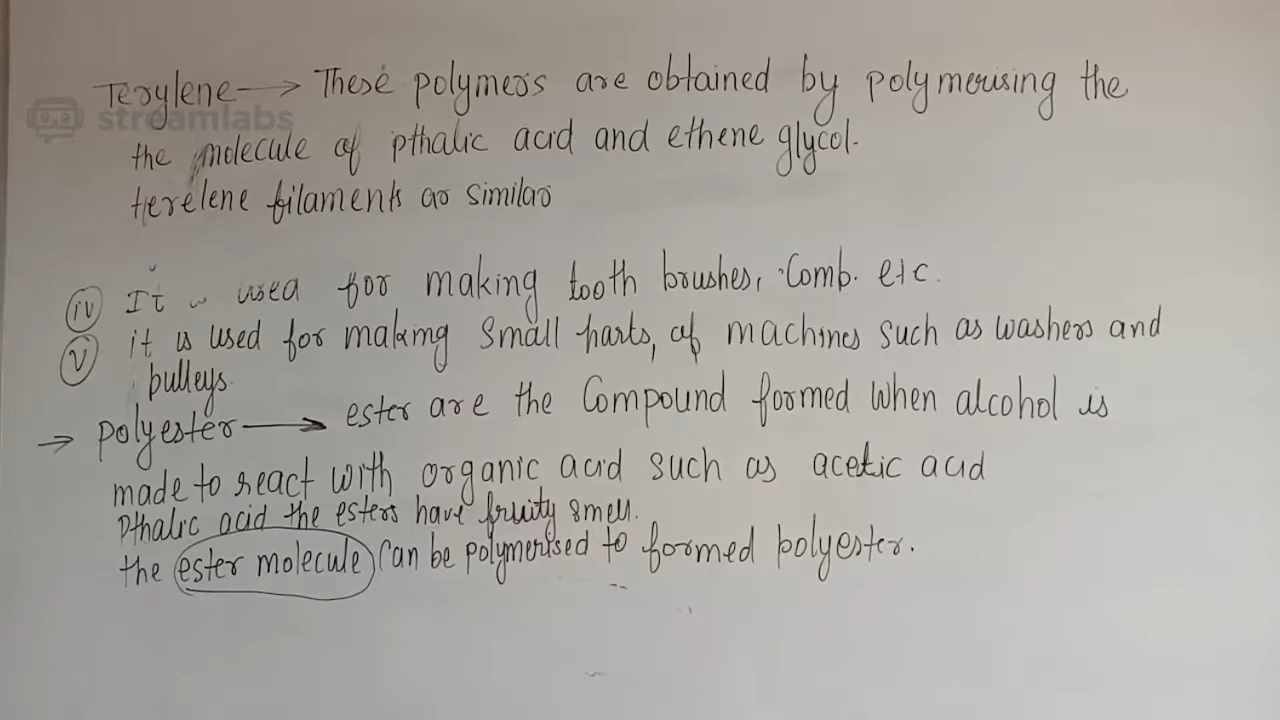 Terylene → These polymers are obtained by polymerising the
streamlabs
the molecule of pthalic acid and ethene glycol.
terelene filaments ar similar
(iv) It is used for making tooth brushes, Comb. etc.
(v) it is used for making small parts, of machines such as washers and
pulleys.
→ polyester → ester are the Compound formed when alcohol is
made to react with organic acid such as acetic acid
Pthalic acid the esters have fruity smell.
the ester molecule can be polymerised to formed polyester.